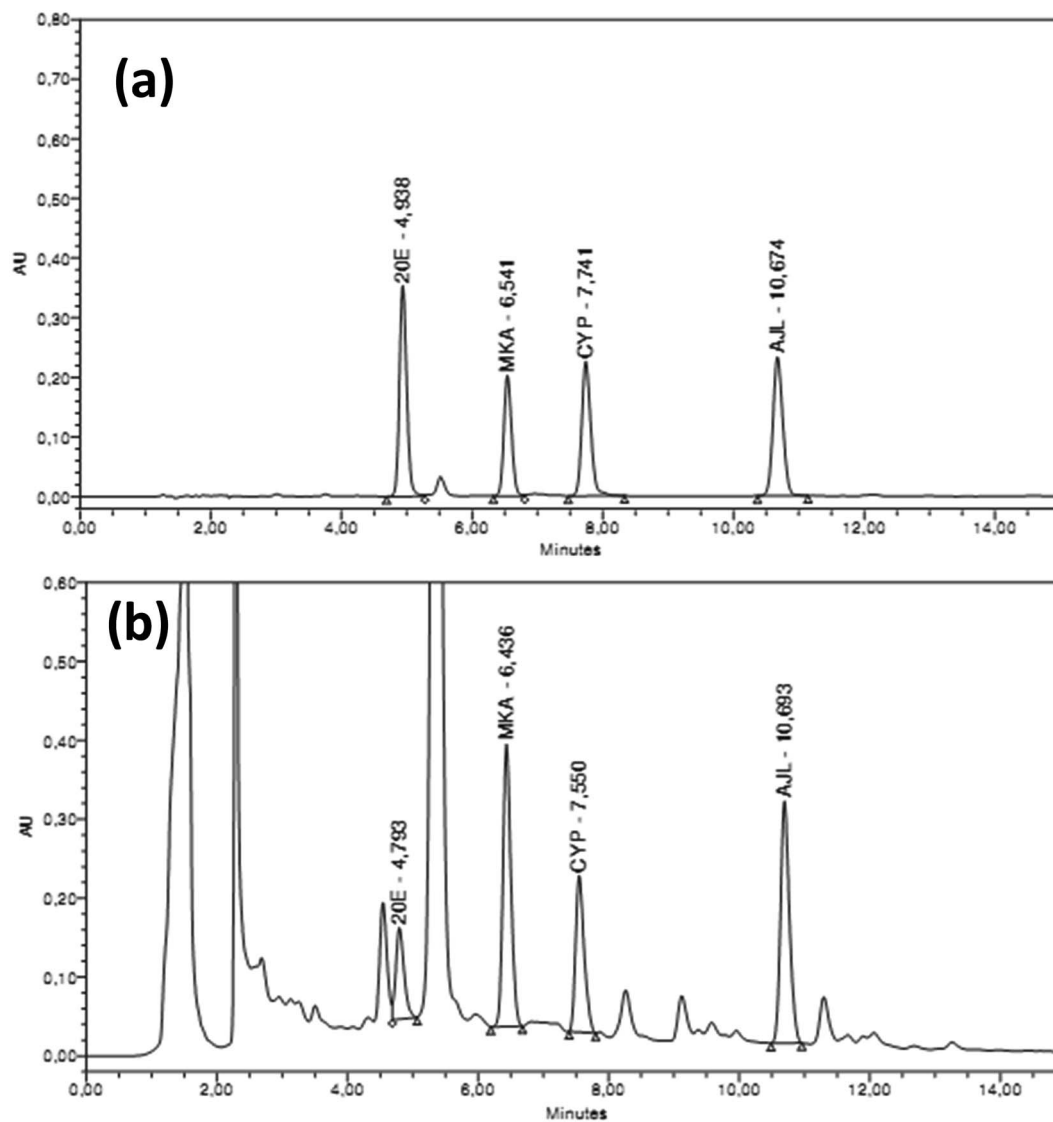 (a)
0,80
0,70
0,60
0,50
0,40
0,30
0,20
0,10
0,00
AU
20E - 4,938
MKA - 6,541
CYP - 7,741
AJL - 10,674
0,00 2,00 4,00 6,00 8,00 10,00 12,00 14,00
Minutes
(b)
0,60
0,50
0,40
0,30
0,20
0,10
0,00
AU
20E - 4,793
MKA - 6,436
CYP - 7,550
AJL - 10,693
0,00 2,00 4,00 6,00 8,00 10,00 12,00 14,00
Minutes